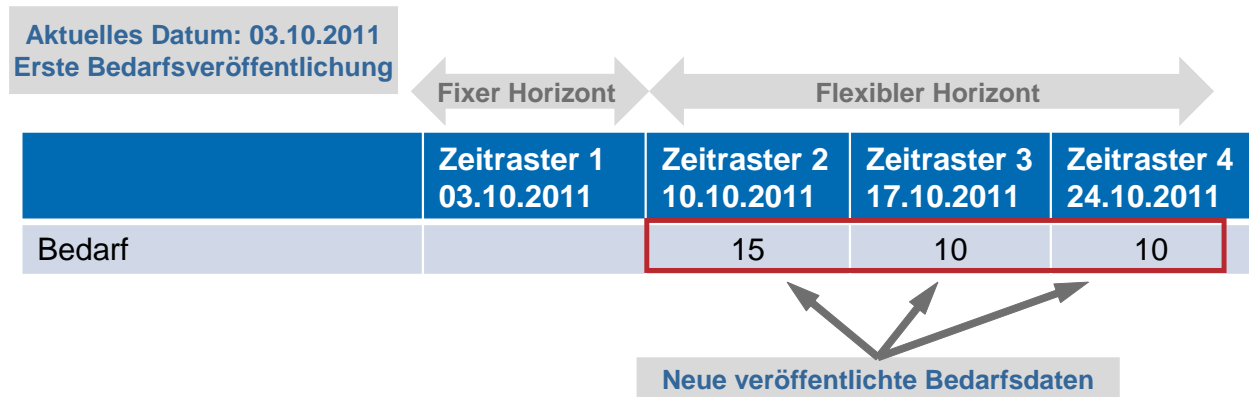 Aktuelles Datum: 03.10.2011
Erste Bedarfsveröffentlichung
Fixer Horizont
Flexibler Horizont
Zeitraster 1 Zeitraster 2 Zeitraster 3 Zeitraster 4
03.10.2011 10.10.2011 17.10.2011 24.10.2011
Bedarf 15 10 10
Neue veröffentlichte Bedarfsdaten